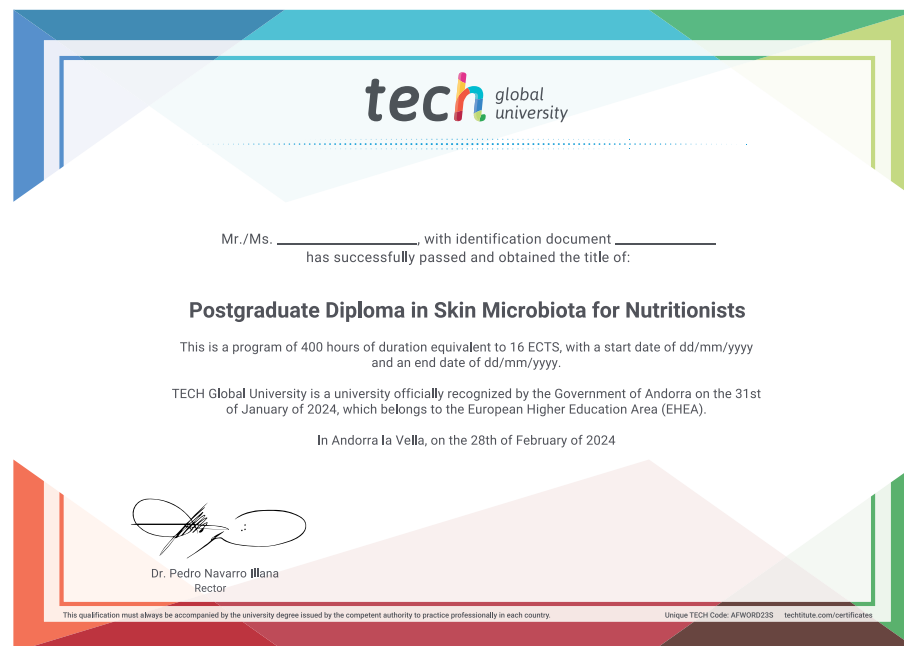 tech global university
Mr./Ms. ________________, with identification document ____________
has successfully passed and obtained the title of:
Postgraduate Diploma in Skin Microbiota for Nutritionists
This is a program of 400 hours of duration equivalent to 16 ECTS, with a start date of dd/mm/yyyy
and an end date of dd/mm/yyyy.
TECH Global University is a university officially recognized by the Government of Andorra on the 31st
of January of 2024, which belongs to the European Higher Education Area (EHEA).
In Andorra la Vella, on the 28th of February of 2024
Dr. Pedro Navarro Illana
Rector
This qualification must always be accompanied by the university degree issued by the competent authority to practice professionally in each country.
Unique TECH Code: AFWORD23S techtitute.com/certificates